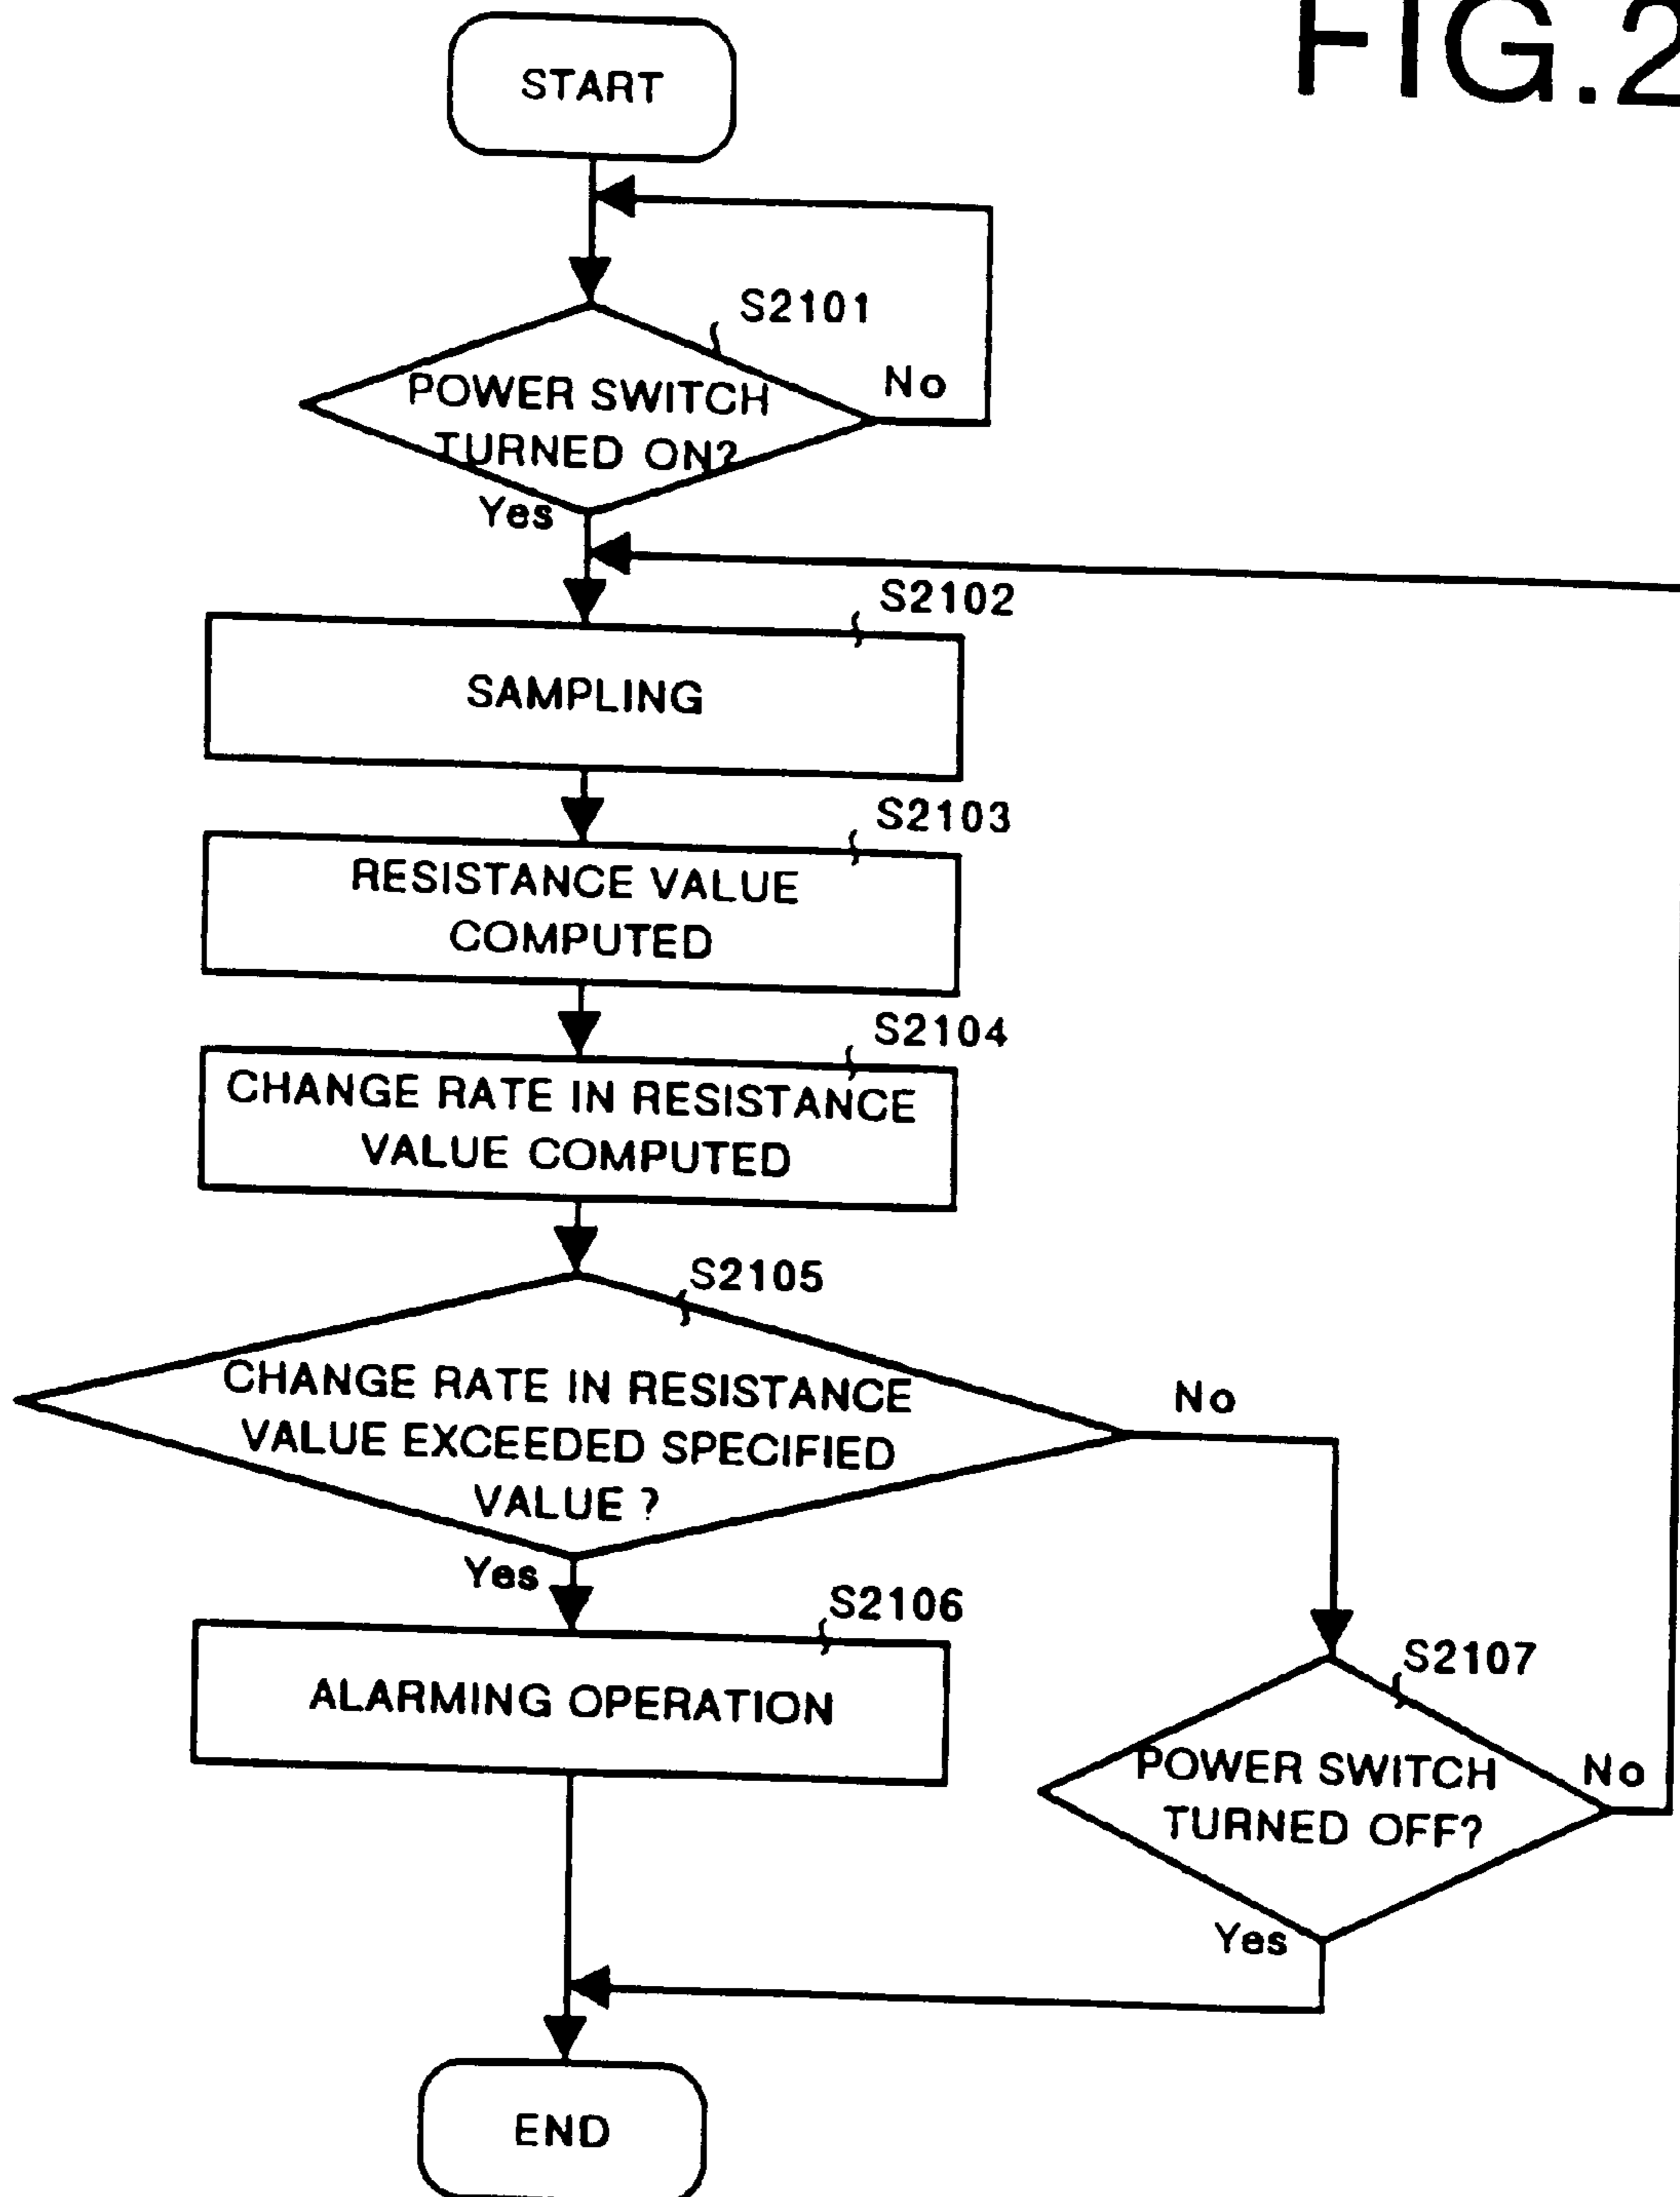 FIG.2
START
S2101
POWER SWITCH
TURNED ON?
No
Yes
S2102
SAMPLING
S2103
RESISTANCE VALUE
COMPUTED
S2104
CHANGE RATE IN RESISTANCE
VALUE COMPUTED
S2105
CHANGE RATE IN RESISTANCE
VALUE EXCEEDED SPECIFIED
VALUE ?
No
Yes
S2106
ALARMING OPERATION
S2107
POWER SWITCH
TURNED OFF?
No
Yes
END